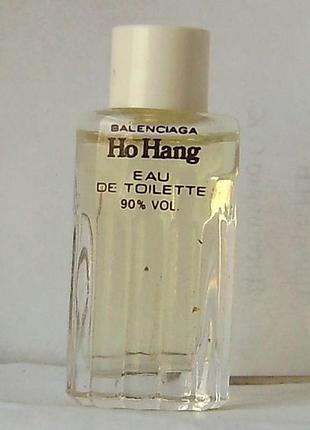 BALENCIAGA
Ho Hang
EAU
DE TOILETTE
90% VOL.